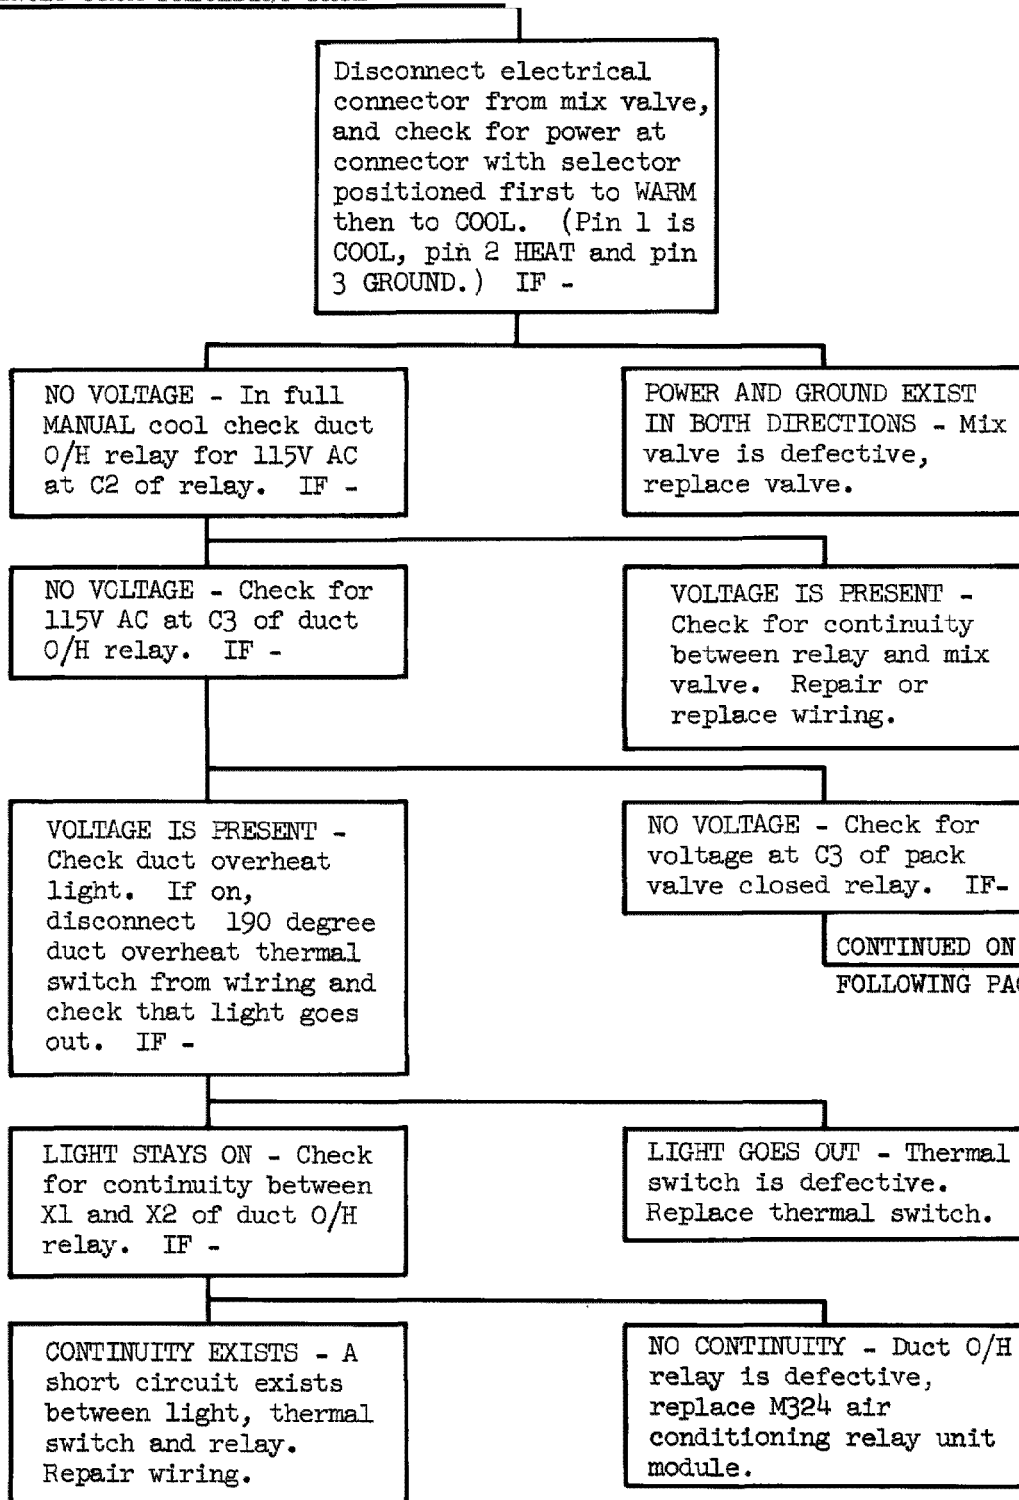 Disconnect electrical
connector from mix valve,
and check for power at
connector with selector
positioned first to WARM
then to COOL. (Pin 1 is
COOL, pin 2 HEAT and pin
3 GROUND.) IF -
NO VOLTAGE - In full
MANUAL cool check duct
O/H relay for 115V AC
at C2 of relay. IF -
POWER AND GROUND EXIST
IN BOTH DIRECTIONS - Mix
valve is defective,
replace valve.
NO VOLTAGE - Check for
115V AC at C3 of duct
O/H relay. IF -
VOLTAGE IS PRESENT -
Check for continuity
between relay and mix
valve. Repair or
replace wiring.
VOLTAGE IS PRESENT -
Check duct overheat
light. If on,
disconnect 190 degree
duct overheat thermal
switch from wiring and
check that light goes
out. IF -
NO VOLTAGE - Check for
voltage at C3 of pack
valve closed relay. IF-
CONTINUED ON
FOLLOWING PAG
LIGHT STAYS ON - Check
for continuity between
X1 and X2 of duct O/H
relay. IF -
LIGHT GOES OUT - Thermal
switch is defective.
Replace thermal switch.
CONTINUITY EXISTS - A
short circuit exists
between light, thermal
switch and relay.
Repair wiring.
NO CONTINUITY - Duct O/H
relay is defective,
replace M324 air
conditioning relay unit
module.